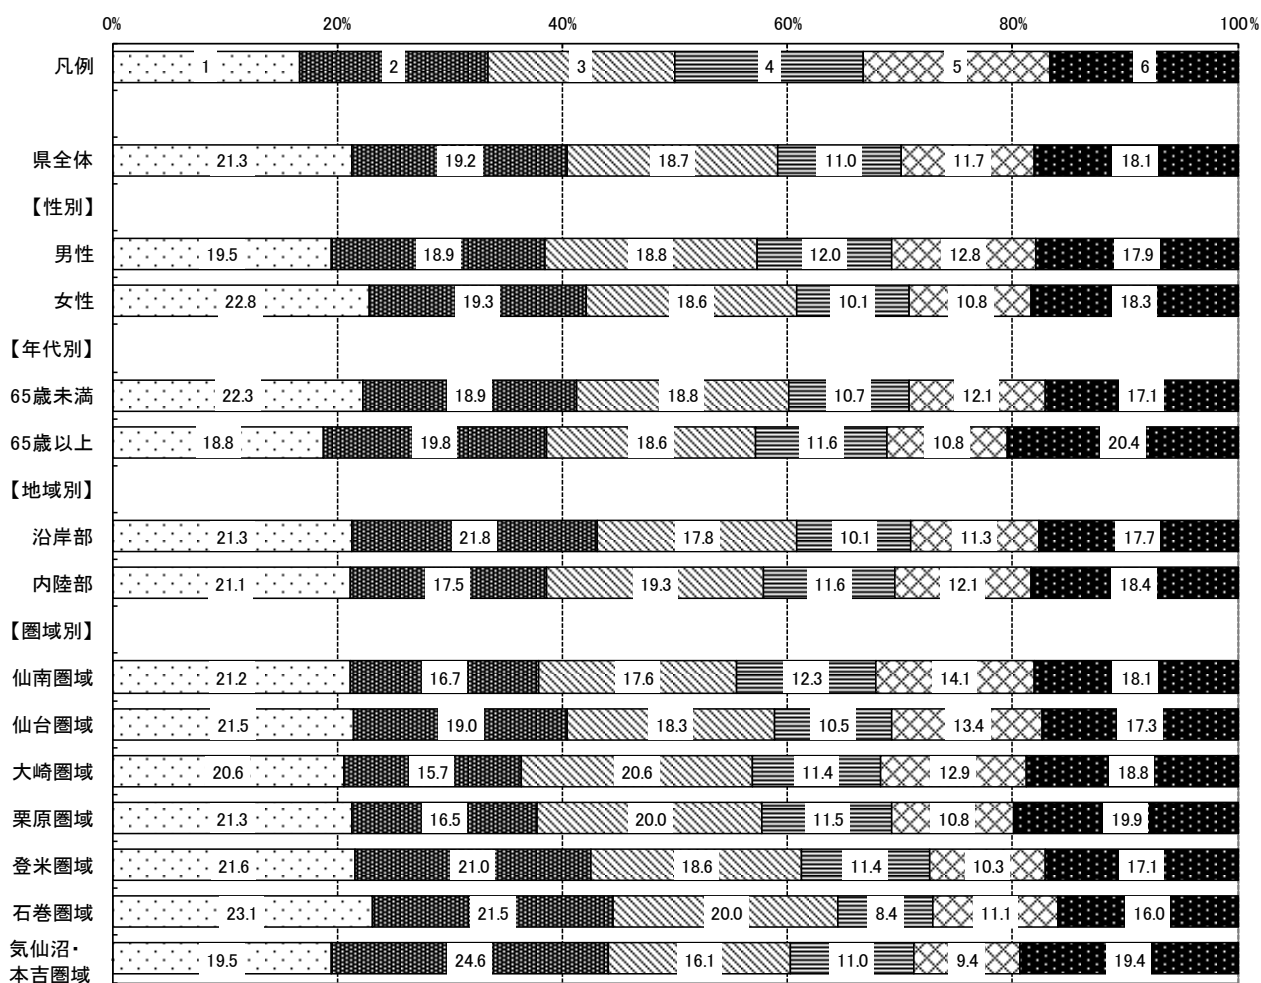 0% 20% 40% 60% 80% 100%
凡例 1 2 3 4 5 6
県全体 21.3 19.2 18.7 11.0 11.7 18.1
【性別】
男性 19.5 18.9 18.8 12.0 12.8 17.9
女性 22.8 19.3 18.6 10.1 10.8 18.3
【年代別】
65歳未満 22.3 18.9 18.8 10.7 12.1 17.1
65歳以上 18.8 19.8 18.6 11.6 10.8 20.4
【地域別】
沿岸部 21.3 21.8 17.8 10.1 11.3 17.7
内陸部 21.1 17.5 19.3 11.6 12.1 18.4
【圏域別】
仙南圏域 21.2 16.7 17.6 12.3 14.1 18.1
仙台圏域 21.5 19.0 18.3 10.5 13.4 17.3
大崎圏域 20.6 15.7 20.6 11.4 12.9 18.8
栗原圏域 21.3 16.5 20.0 11.5 10.8 19.9
登米圏域 21.6 21.0 18.6 11.4 10.3 17.1
石巻圏域 23.1 21.5 20.0 8.4 11.1 16.0
気仙沼・
本吉圏域 19.5 24.6 16.1 11.0 9.4 19.4